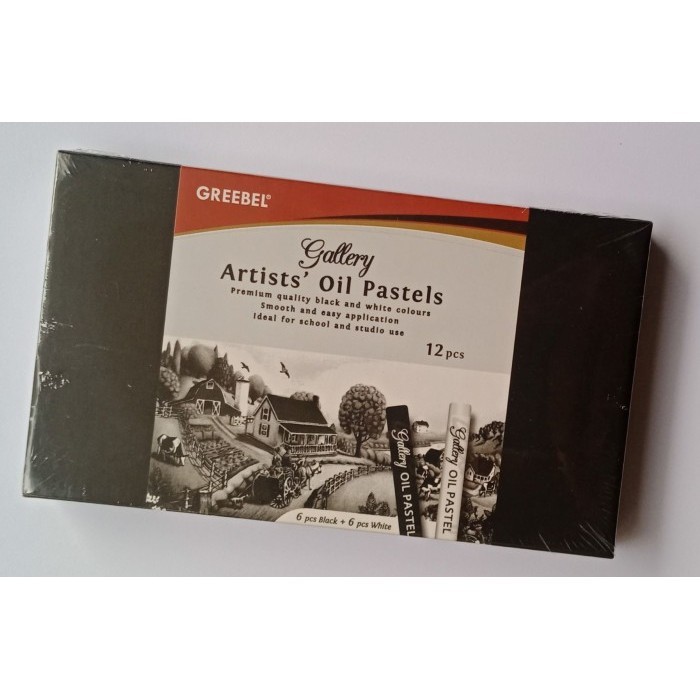 GREEBEL®
Gallery
Artists' Oil Pastels
Premium quality black and white colours
Smooth and easy application
Ideal for school and studio use
12 pcs
Gallery OIL PASTEL
Gallery OIL PASTEL
6 pcs Black + 6 pcs White